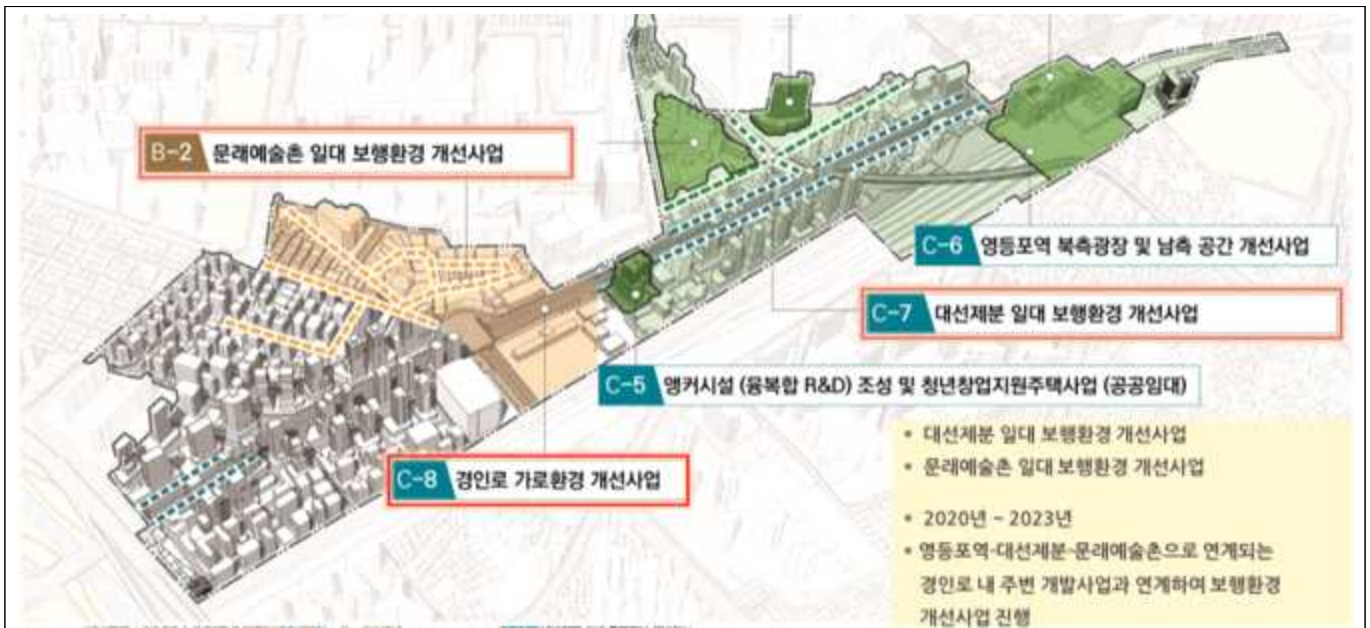 B-2 문래예술촌 일대 보행환경 개선사업
C-6 영등포역 북측광장 및 남측 공간 개선사업
C-7 대선제분 일대 보행환경 개선사업
C-5 앵커시설 (융복합 R&D) 조성 및 청년창업지원주택사업 (공공임대)
C-8 경인로 가로환경 개선사업
• 대선제분 일대 보행환경 개선사업
• 문래예술촌 일대 보행환경 개선사업
• 2020년 ~ 2023년
• 영등포역-대선제분-문래예술촌으로 연계되는
경인로 내 주변 개발사업과 연계하여 보행환경
개선사업 진행